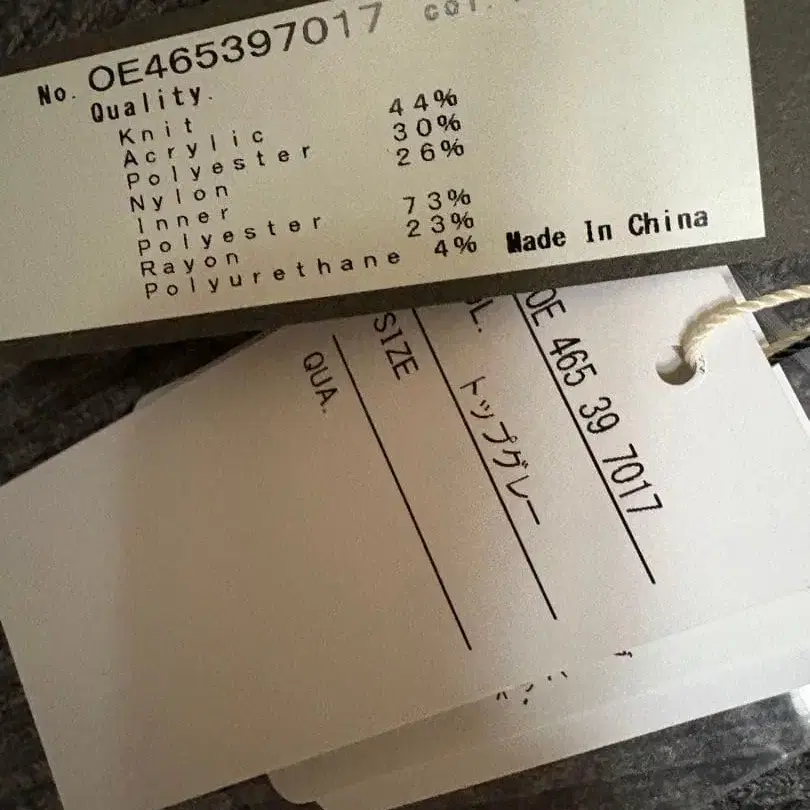 No. OE465397017 col.
Quality.
Knit
Acrylic 44%
Polyester 30%
Nylon 26%
Inner
Polyester 73%
Rayon 23%
Polyurethane 4%
Made In China
OE 465 39 7017
トップグレー
SIZE
QUA.